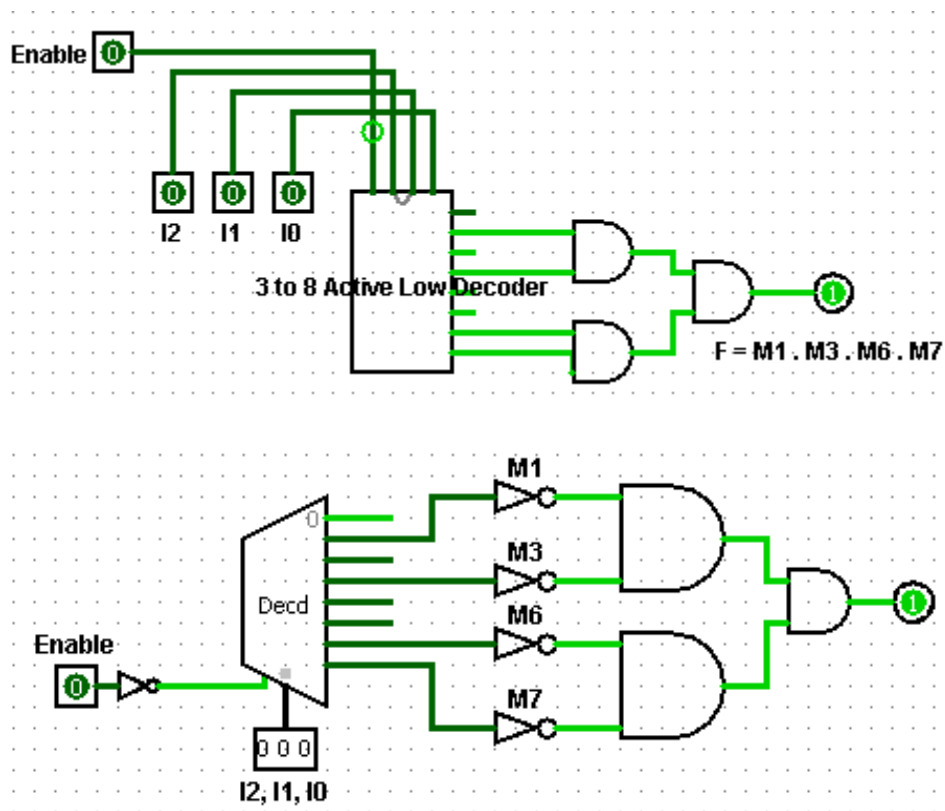 Enable 0
0 0 0
I2 I1 I0
3 to 8 Active Low Decoder
1
F = M1 . M3 . M6 . M7
M1
0
M3
Decd
1
M6
Enable
0
M7
0 0 0
I2, I1, I0